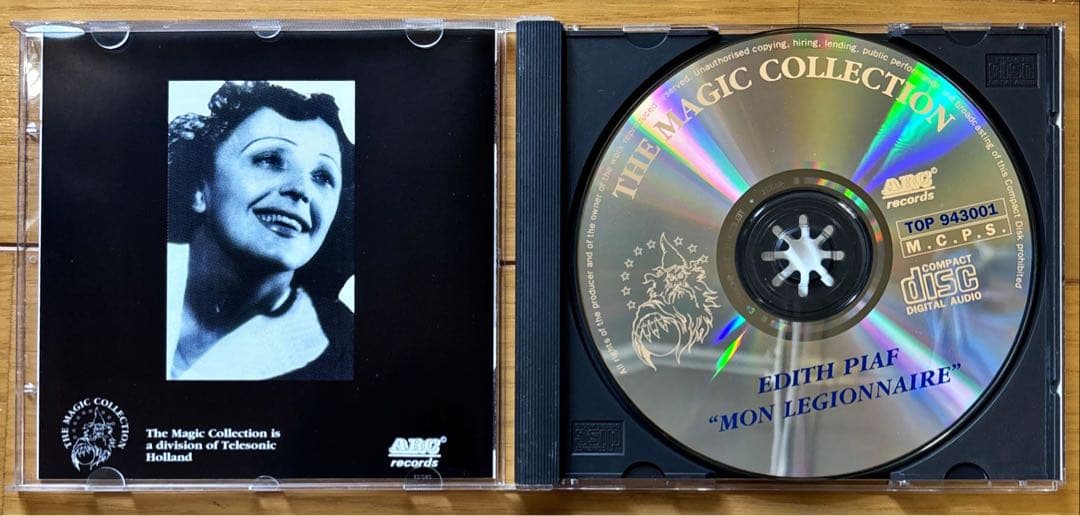 THE MAGIC COLLECTION
The Magic Collection is
a division of Telesonic
Holland
ARC
records
All rights of the producer and of the owner of the work reproduced reserved. Unauthorised copying, hiring, lending, public performance and broadcasting of this Compact Disk prohibited
THE MAGIC COLLECTION
ARC
records
TOP 943001
M.C.P.S.
COMPACT
disc
DIGITAL AUDIO
EDITH PIAF
“MON LEGIONNAIRE”